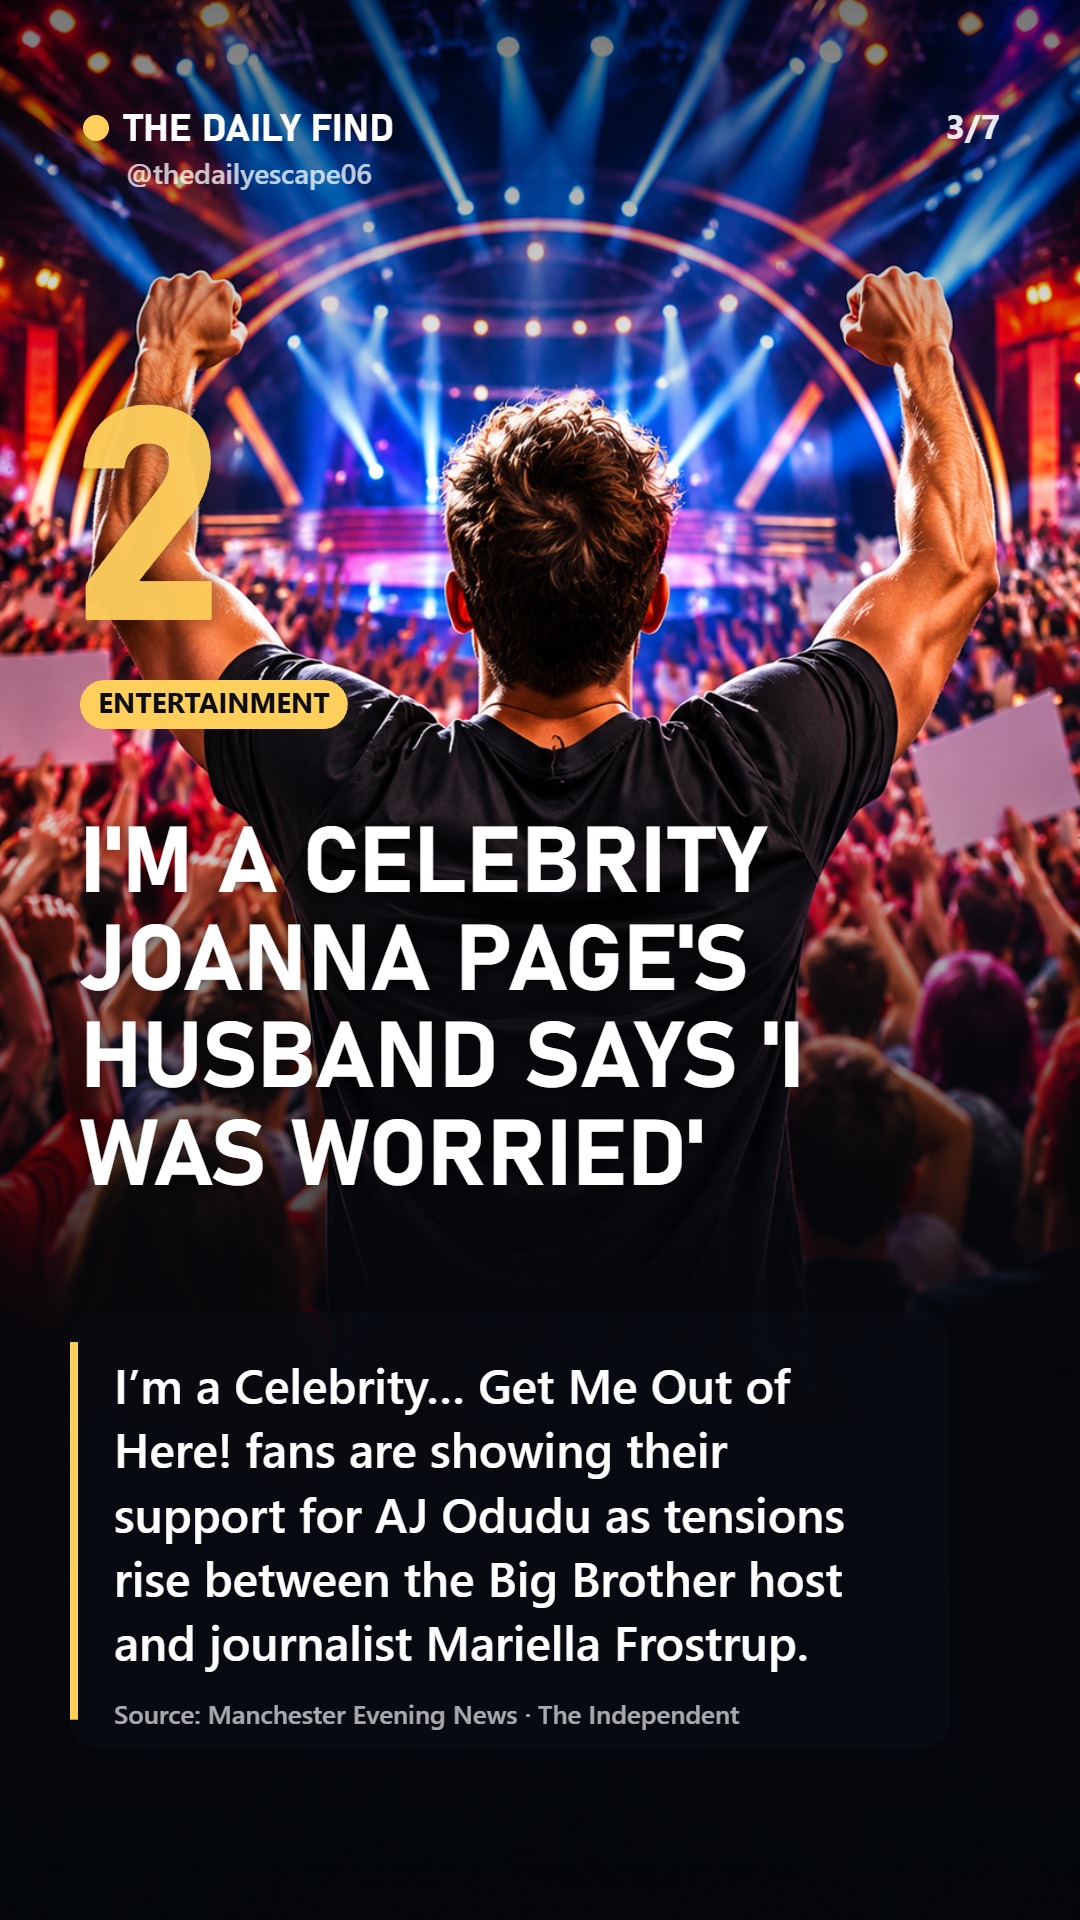 THE DAILY FIND
3/7
@thedailyescape06
2
ENTERTAINMENT
I'M A CELEBRITY
JOANNA PAGE'S
HUSBAND SAYS 'I
WAS WORRIED'
I’m a Celebrity... Get Me Out of
Here! fans are showing their
support for AJ Odudu as tensions
rise between the Big Brother host
and journalist Mariella Frostrup.
Source: Manchester Evening News · The Independent